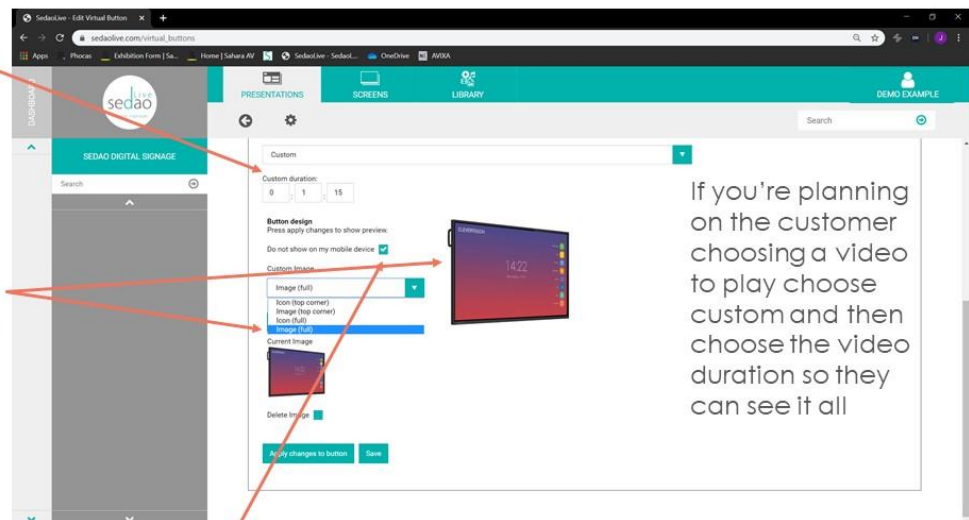 SedaoLive - Edit Virtual Button
sedaolive.com/virtual_buttons
Apps
Phocas
Exhibition Form | Sa...
Home | Sahara AV
SedaoLive - SedaoL...
OneDrive
AVIXA
DASHBOARD
sedao
Live
PRESENTATIONS
SCREENS
LIBRARY
DEMO EXAMPLE
Search
SEDAO DIGITAL SIGNAGE
Search
Custom
Custom duration:
0 : 1 : 15
Button design
Press apply changes to show preview.
Do not show on my mobile device
Custom Image
Image (full)
Icon (top corner)
Image (top corner)
Icon (full)
Image (full)
Current Image
Delete Image
Apply changes to button
Save
CLEVERTOUCH
14:22
If you're planning
on the customer
choosing a video
to play choose
custom and then
choose the video
duration so they
can see it all